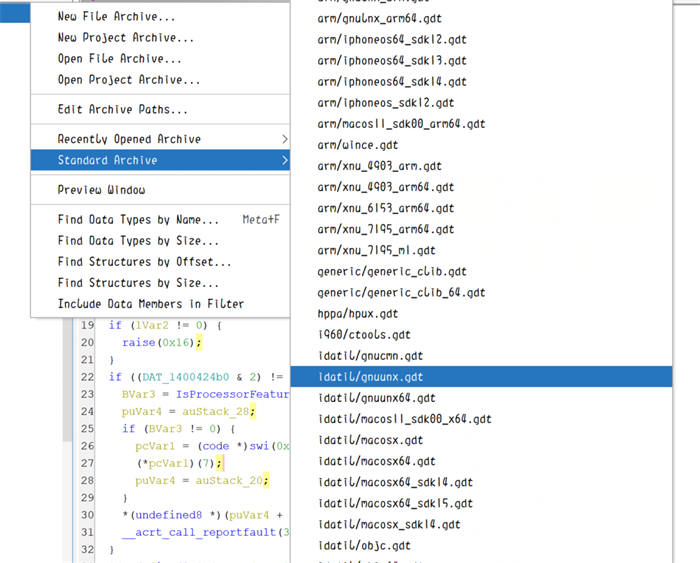 New File Archive...
New Project Archive...
Open File Archive...
Open Project Archive...
Edit Archive Paths...
Recently Opened Archive
Standard Archive
Preview Window
Find Data Types by Name... Meta+F
Find Data Types by Size...
Find Structures by Offset...
Find Structures by Size...
Include Data Members in Filter
arm/gnulnx_arm64.gdt
arm/iphoneos64_sdk12.gdt
arm/iphoneos64_sdk13.gdt
arm/iphoneos64_sdk14.gdt
arm/iphoneos_sdk12.gdt
arm/macos11_sdk00_arm64.gdt
arm/wince.gdt
arm/xnu_4903_arm.gdt
arm/xnu_4903_arm64.gdt
arm/xnu_6153_arm64.gdt
arm/xnu_7195_arm64.gdt
arm/xnu_7195_m1.gdt
generic/generic_clib.gdt
generic/generic_clib_64.gdt
hppa/hpux.gdt
i960/ctools.gdt
idatil/gnucmn.gdt
idatil/gnuunx.gdt
idatil/gnuunx64.gdt
idatil/macos11_sdk00_x64.gdt
idatil/macosx.gdt
idatil/macosx64.gdt
idatil/macosx64_sdk14.gdt
idatil/macosx64_sdk15.gdt
idatil/macosx_sdk14.gdt
idatil/objc.gdt
19 if (lVar2 != 0) {
20 raise(0x16);
21 }
22 if ((DAT_1400424b0 & 2) !=
23 BVar3 = IsProcessorFeatur
24 puVar4 = auStack_28;
25 if (BVar3 != 0) {
26 pcVar1 = (code *)swi(0x
27 (*pcVar1)(7);
28 puVar4 = auStack_20;
29 }
30 *(undefined8 *)(puVar4 +
31 __acrt_call_reportfault(3
32 }